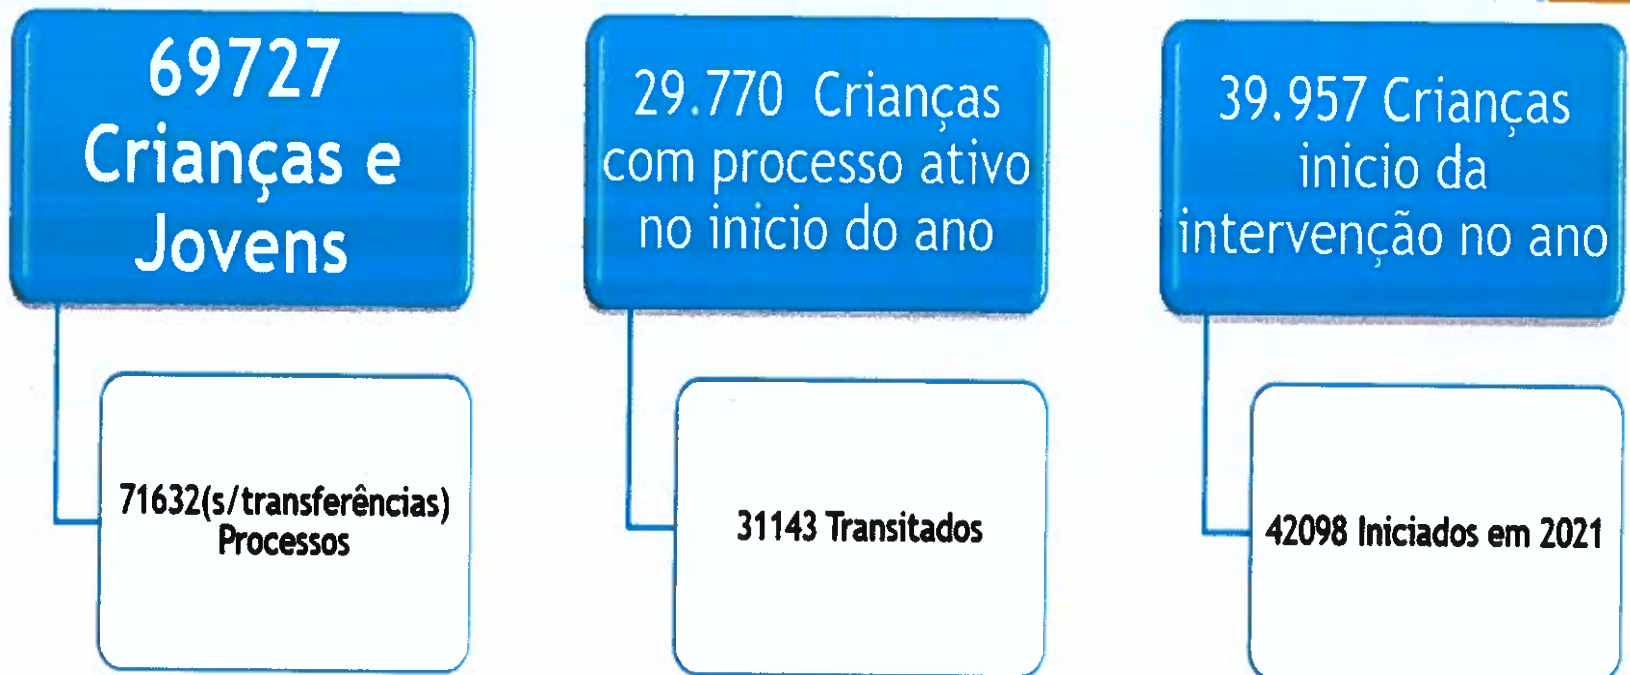 69727
Crianças e
Jovens
71632(s/transferências)
Processos
29.770 Crianças
com processo ativo
no inicio do ano
31143 Transitados
39.957 Crianças
inicio da
intervenção no ano
42098 Iniciados em 2021